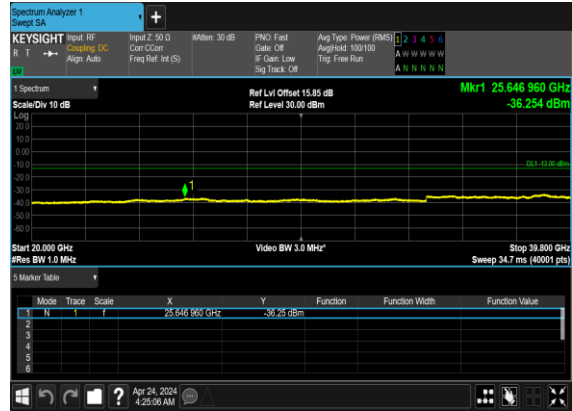 Spectrum Analyzer 1
Swept SA
+
KEYSIGHT Input: RF Input Z: 50 Ω #Atten: 30 dB PNO: Fast Avg Type: Power (RMS) 1 2 3 4 5 6
R T Coupling: DC Corr CCorr Gate: Off Avg|Hold: 100/100 A W W W W W
Align: Auto Freq Ref: Int (S) IF Gain: Low Trig: Free Run
Sig Track: Off A N N N N N
1 Spectrum Ref Lvl Offset 15.85 dB Mkr1 25.646 960 GHz
Scale/Div 10 dB Ref Level 30.00 dBm -36.254 dBm
Log
20.0
10.0
0.00
-10.0
DL1 -13.00 dBm
-20.0
-30.0
1
-40.0
-50.0
-60.0
Start 20.000 GHz Video BW 3.0 MHz* Stop 39.800 GHz
#Res BW 1.0 MHz Sweep 34.7 ms (40001 pts)
5 Marker Table
Mode Trace Scale X Y Function Function Width Function Value
1 N 1 f 25.646 960 GHz -36.25 dBm
2
3
4
5
6
? Apr 24, 2024
4:25:06 AM